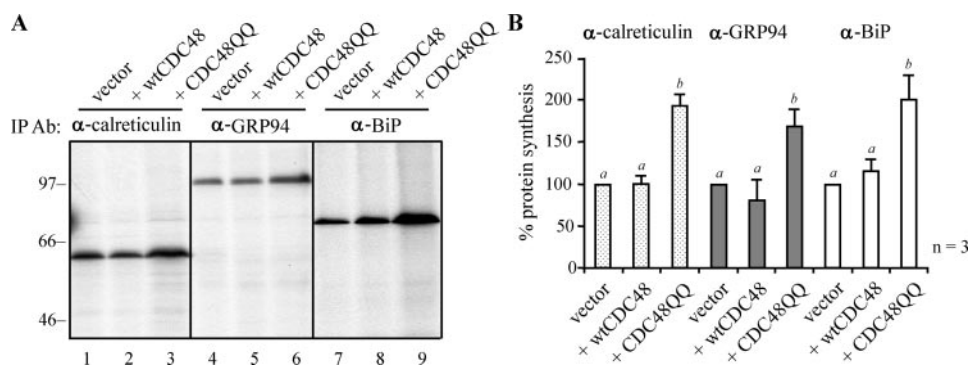 A
vector
+ wtCDC48
+ CDC48QQ
vector
+ wtCDC48
+ CDC48QQ
vector
+ wtCDC48
+ CDC48QQ
IP Ab: α-calreticulin α-GRP94 α-BiP
97–
66–
46–
1 2 3 4 5 6 7 8 9
B
α-calreticulin α-GRP94 α-BiP
% protein synthesis
250
200
150
100
50
0
a a b a a b a a b
n = 3
vector
+ wtCDC48
+ CDC48QQ
vector
+ wtCDC48
+ CDC48QQ
vector
+ wtCDC48
+ CDC48QQ